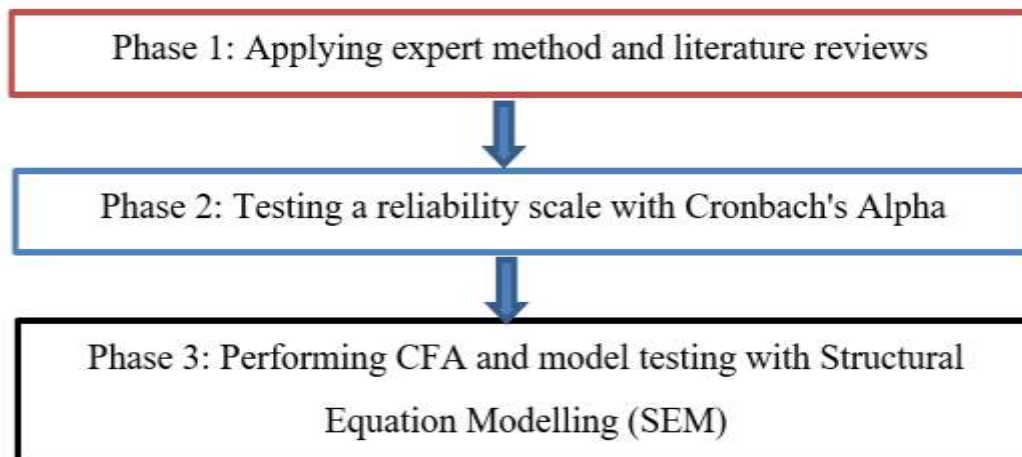 Phase 1: Applying expert method and literature reviews
Phase 2: Testing a reliability scale with Cronbach's Alpha
Phase 3: Performing CFA and model testing with Structural
Equation Modelling (SEM)